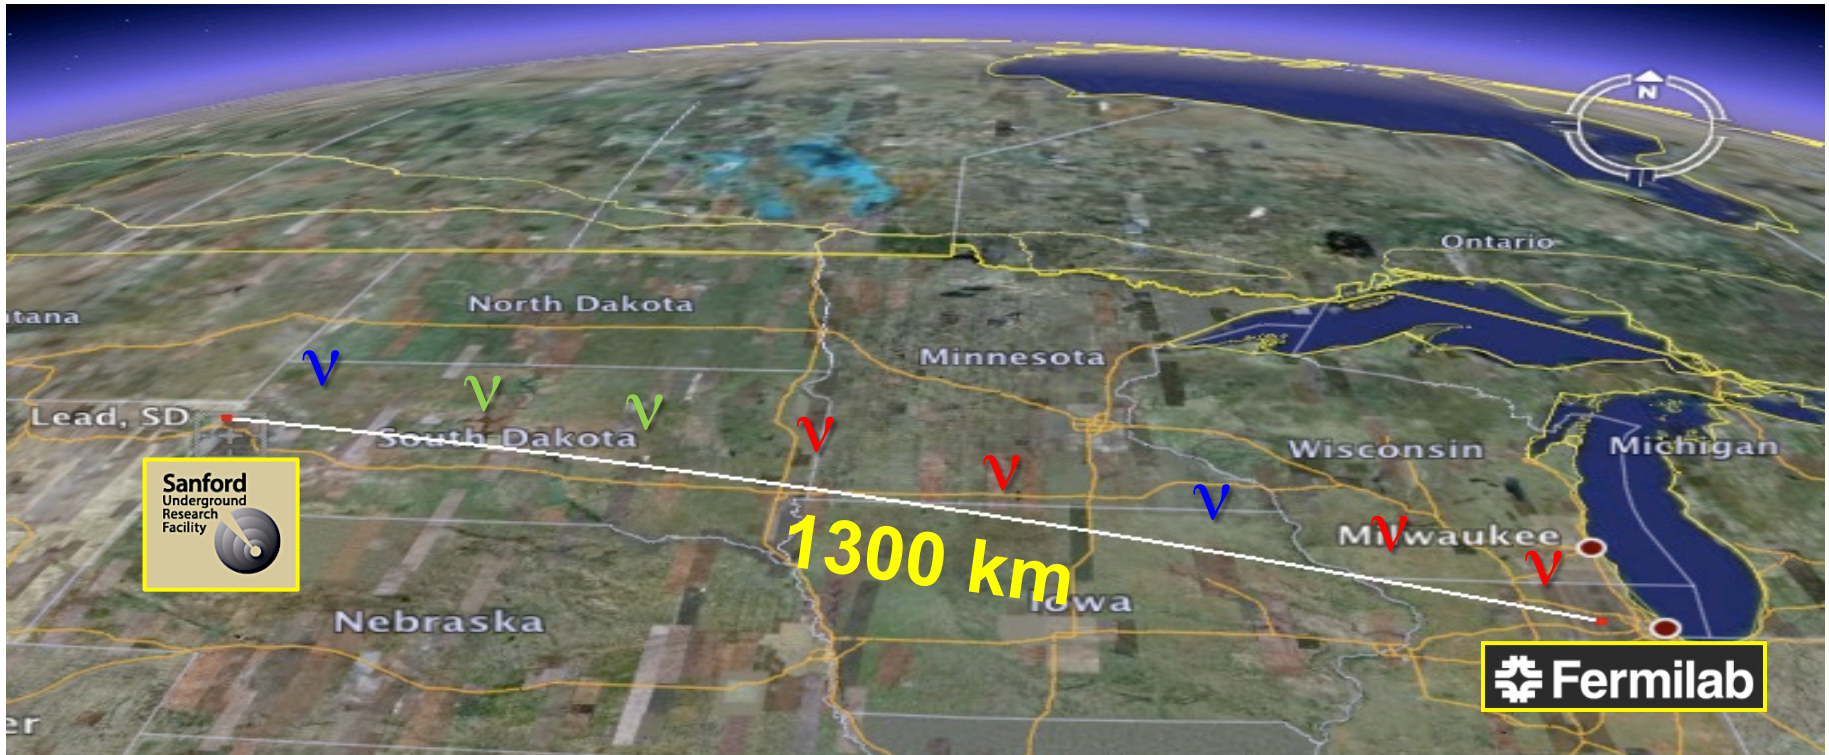 N
Ontario
North Dakota
tana
Minnesota
ν
ν
ν
ν
ν
ν
ν
ν
Lead, SD
South Dakota
Wisconsin
Michigan
Sanford
Underground
Research
Facility
Milwaukee
1300 km
Iowa
Nebraska
Fermilab
er